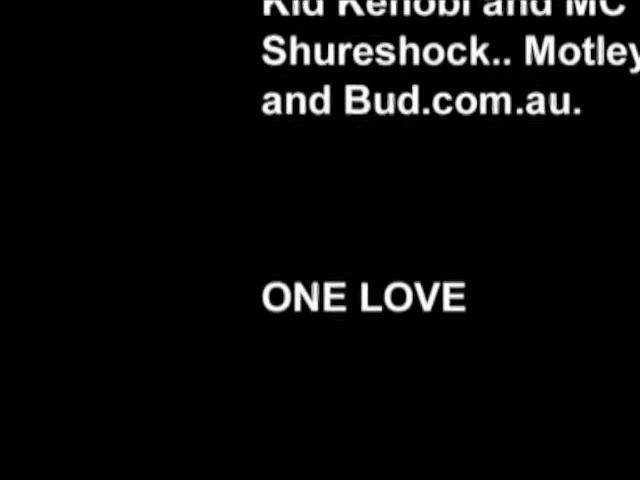 Kid Kenobi and MC
Shureshock.. Motley
and Bud.com.au.
ONE LOVE